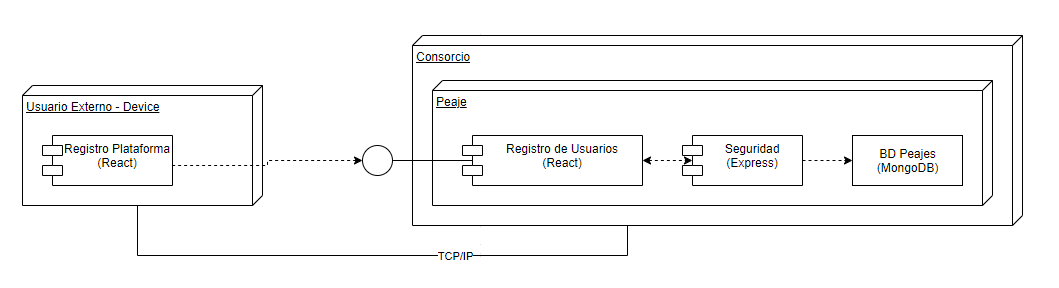 Consorcio
Usuario Externo - Device
Peaje
Registro Plataforma
(React)
Registro de Usuarios
(React)
Seguridad
(Express)
BD Peajes
(MongoDB)
TCP/IP